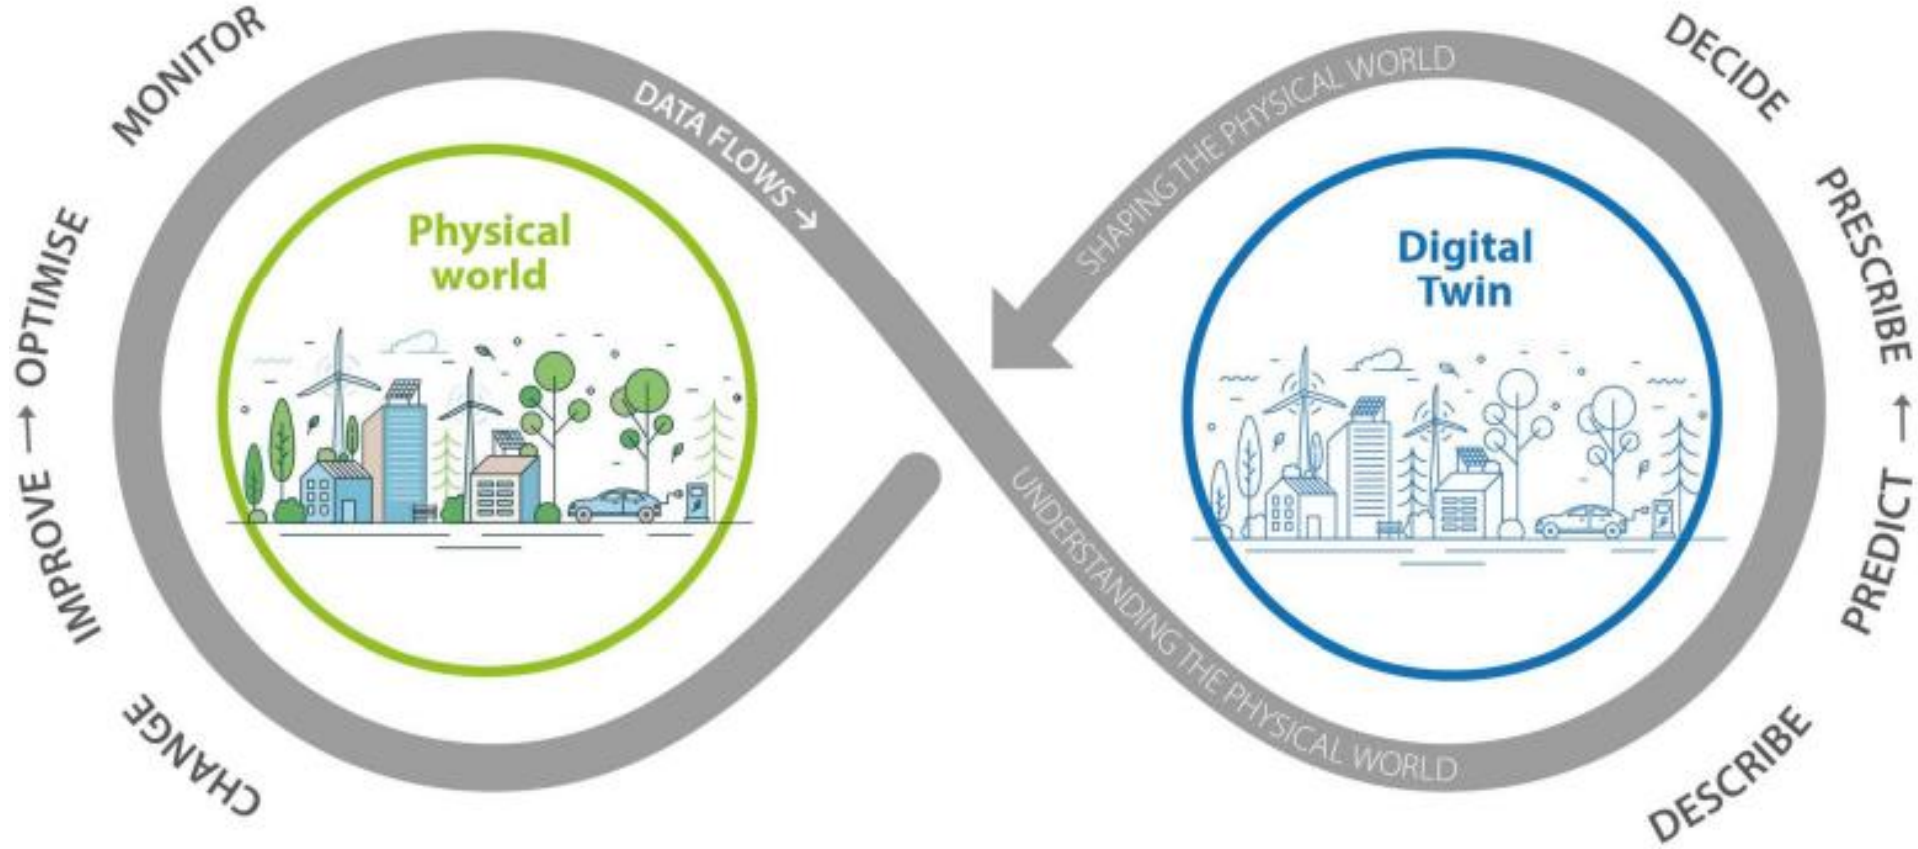 MONITOR
OPTIMISE
↑
IMPROVE
CHANGE
Physical
world
DATA FLOWS →
UNDERSTANDING THE PHYSICAL WORLD
SHAPING THE PHYSICAL WORLD
Digital
Twin
DECIDE
PRESCRIBE
↑
PREDICT
DESCRIBE